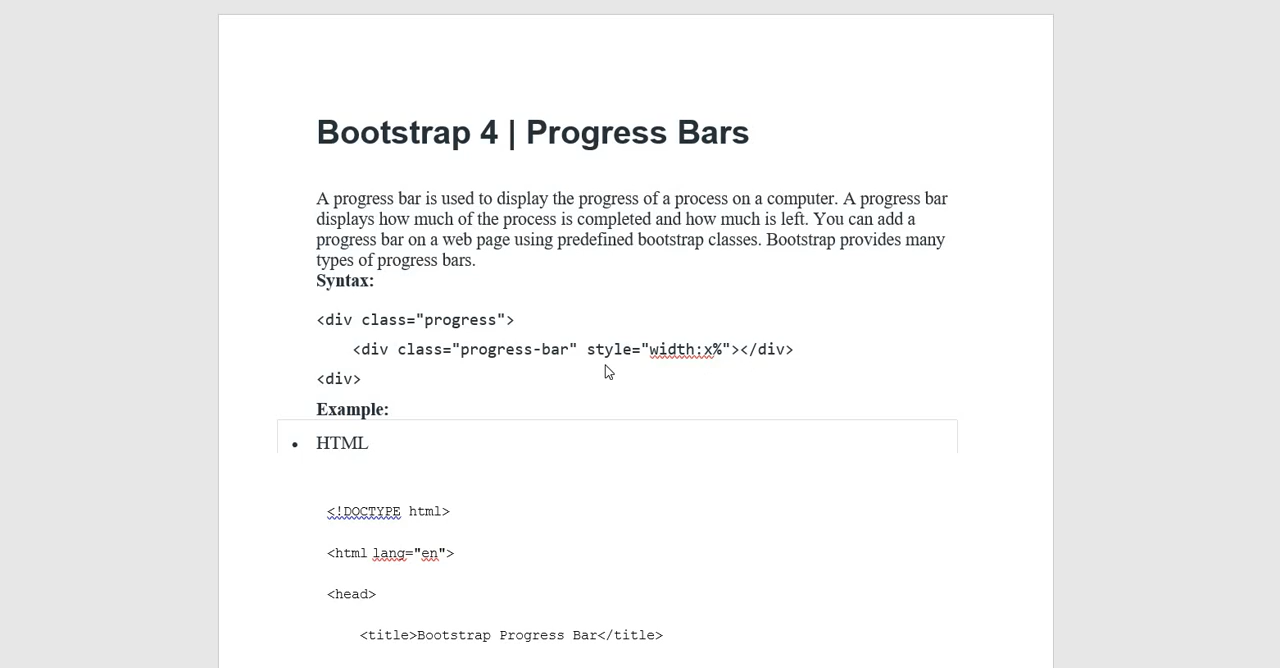 Bootstrap 4 | Progress Bars
A progress bar is used to display the progress of a process on a computer. A progress bar
displays how much of the process is completed and how much is left. You can add a
progress bar on a web page using predefined bootstrap classes. Bootstrap provides many
types of progress bars.
Syntax:
<div class="progress">
    <div class="progress-bar" style="width:x%"></div>
<div>
Example:
• HTML
<!DOCTYPE html>
<html lang="en">
<head>
    <title>Bootstrap Progress Bar</title>